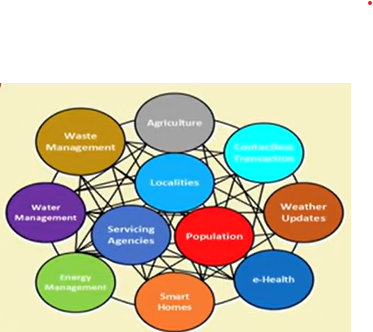 Agriculture
Waste
Management
Contactless
Transaction
Localities
Water
Management
Weather
Updates
Servicing
Agencies
Population
Energy
Management
e-Health
Smart
Homes